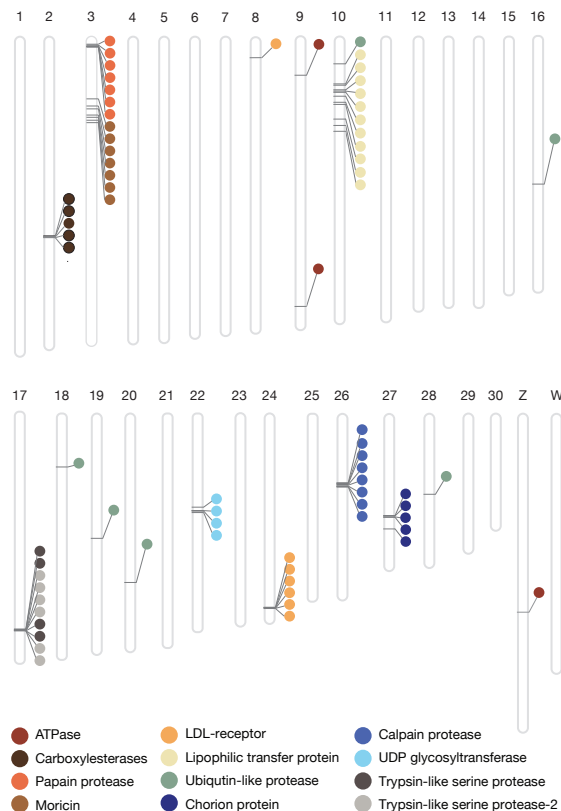 1 2 3 4 5 6 7 8 9 10 11 12 13 14 15 16
17 18 19 20 21 22 23 24 25 26 27 28 29 30 Z W
ATPase
Carboxylesterases
Papain protease
Moricin
LDL-receptor
Lipophilic transfer protein
Ubiqutin-like protease
Chorion protein
Calpain protease
UDP glycosyltransferase
Trypsin-like serine protease
Trypsin-like serine protease-2